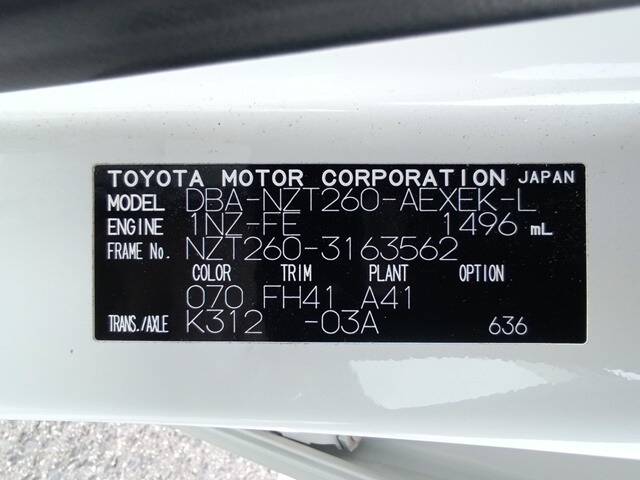 TOYOTA MOTOR CORPORATION JAPAN
MODEL DBA-NZT260-AEXEK-L
ENGINE 1NZ-FE 1496 mL
FRAME No. NZT260-3163562
COLOR TRIM PLANT OPTION
070 FH41 A41
TRANS./AXLE K312 -03A 636